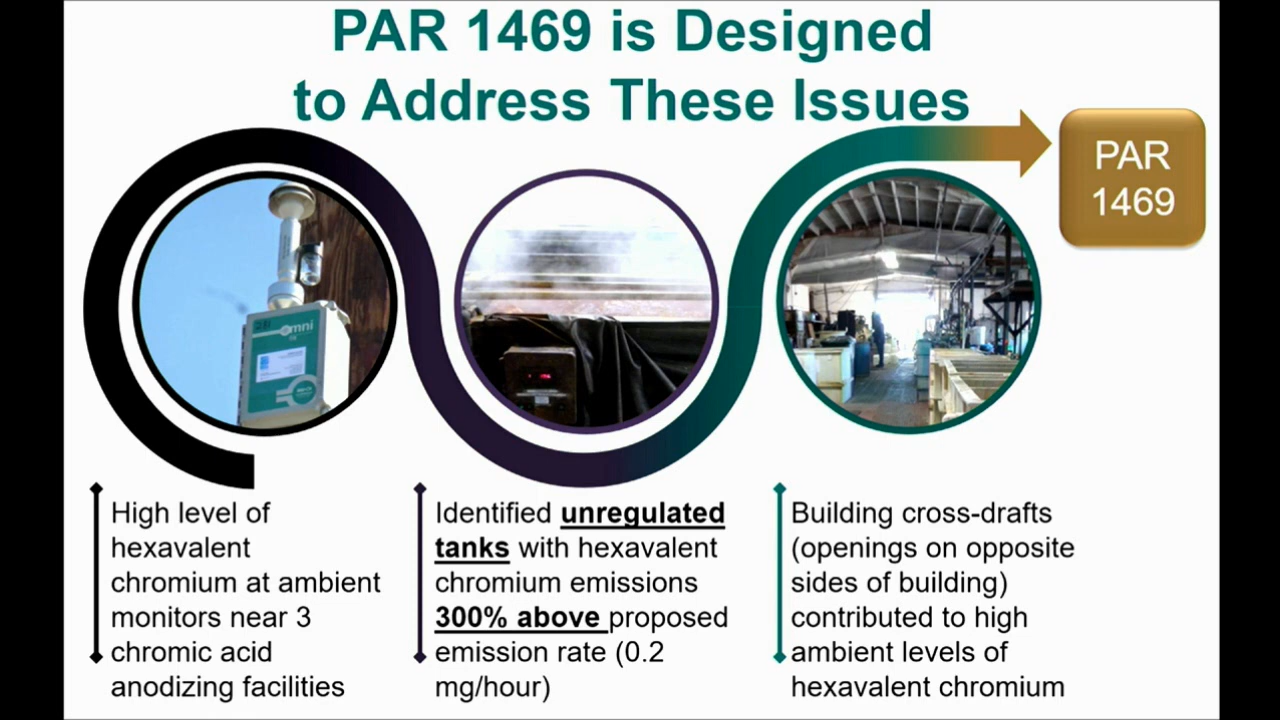 PAR 1469 is Designed
to Address These Issues
PAR
1469
omni
High level of
hexavalent
chromium at ambient
monitors near 3
chromic acid
anodizing facilities
Identified unregulated
tanks with hexavalent
chromium emissions
300% above proposed
emission rate (0.2
mg/hour)
Building cross-drafts
(openings on opposite
sides of building)
contributed to high
ambient levels of
hexavalent chromium